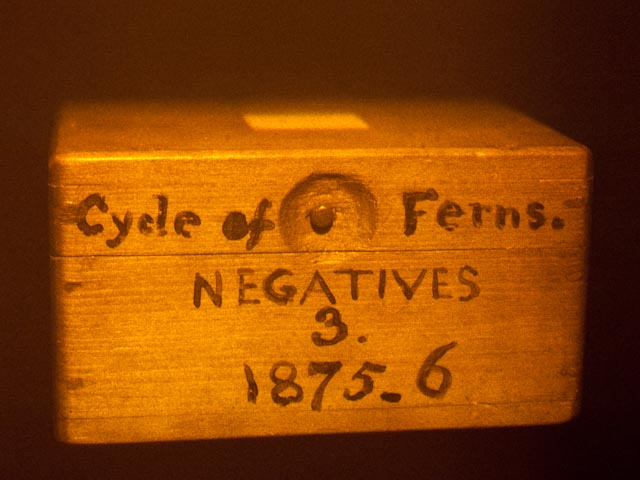 Cycle of Ferns.
NEGATIVES
3.
1875-6